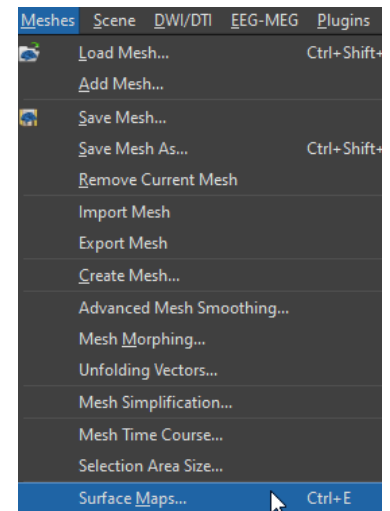 Meshes Scene DWI/DTI EEG-MEG Plugins
Load Mesh... Ctrl+Shift+
Add Mesh...
Save Mesh...
Save Mesh As... Ctrl+Shift+
Remove Current Mesh
Import Mesh
Export Mesh
Create Mesh...
Advanced Mesh Smoothing...
Mesh Morphing...
Unfolding Vectors...
Mesh Simplification...
Mesh Time Course...
Selection Area Size...
Surface Maps... Ctrl+E